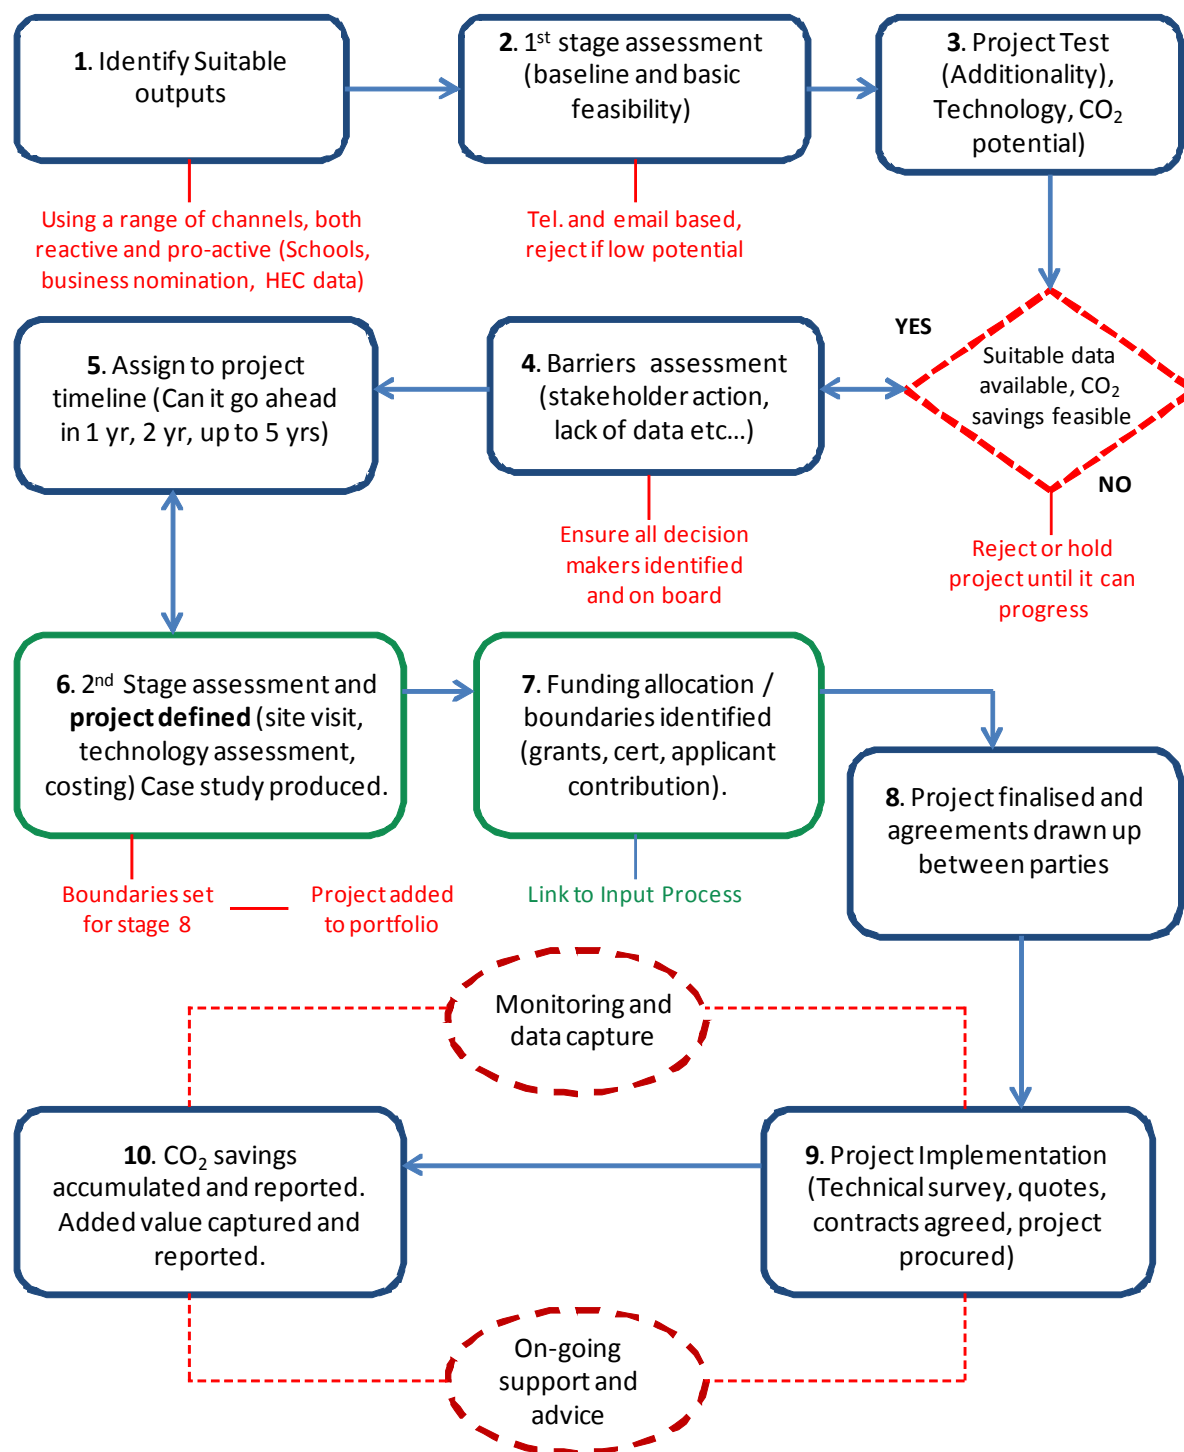 1. Identify Suitable
outputs
2. 1st stage assessment
(baseline and basic
feasibility)
3. Project Test
(Additionality),
Technology, CO2
potential)
Using a range of channels, both
reactive and pro-active (Schools,
business nomination, HEC data)
Tel. and email based,
reject if low potential
YES
Suitable data
available, CO2
savings feasible
NO
Reject or hold
project until it can
progress
4. Barriers assessment
(stakeholder action,
lack of data etc...)
Ensure all decision
makers identified
and on board
5. Assign to project
timeline (Can it go ahead
in 1 yr, 2 yr, up to 5 yrs)
6. 2nd Stage assessment and
project defined (site visit,
technology assessment,
costing) Case study produced.
Boundaries set
for stage 8
Project added
to portfolio
7. Funding allocation /
boundaries identified
(grants, cert, applicant
contribution).
Link to Input Process
8. Project finalised and
agreements drawn up
between parties
Monitoring and
data capture
9. Project Implementation
(Technical survey, quotes,
contracts agreed, project
procured)
10. CO2 savings
accumulated and reported.
Added value captured and
reported.
On-going
support and
advice